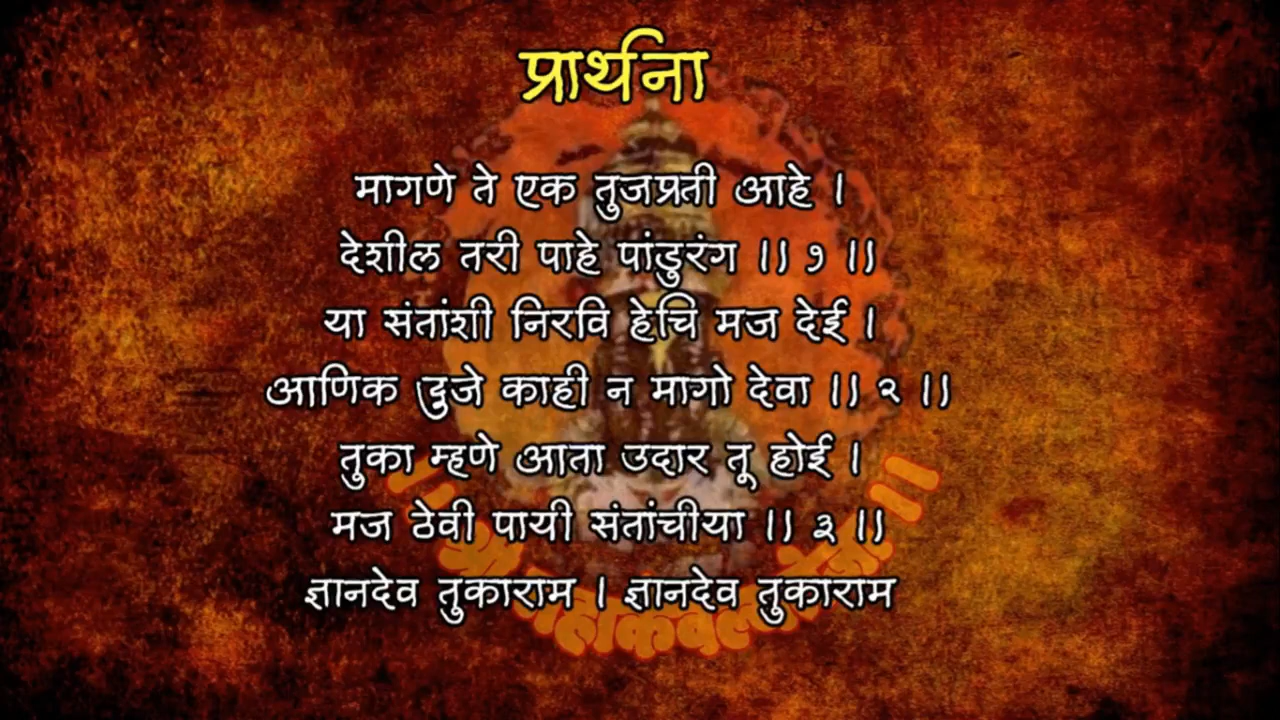 प्रार्थना
मागणे ते एक तुजप्रती आहे ।
देशील तरी पाहे पांडुरंग ।। १ ।।
या संतांशी निरवि हेचि मज देई ।
आणिक दुजे काही न मागो देवा ।। २ ।।
तुका म्हणे आता उदार तू होई ।
मज ठेवी पायी संतांचीया ।। ३ ।।
ज्ञानदेव तुकाराम । ज्ञानदेव तुकाराम